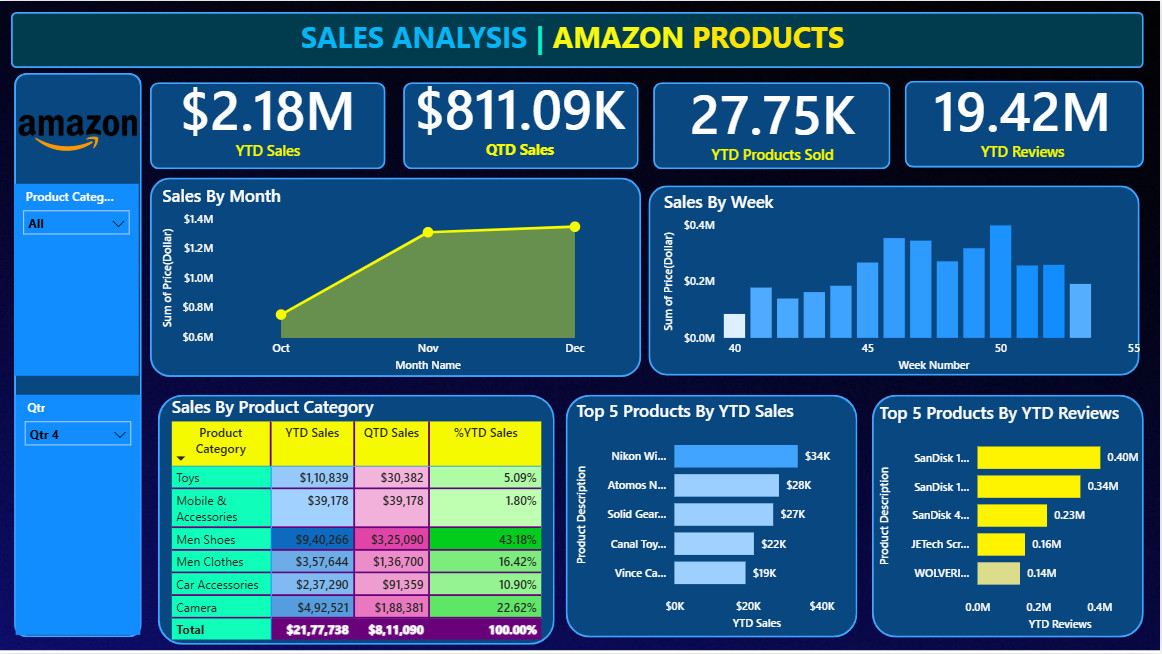 SALES ANALYSIS | AMAZON PRODUCTS
amazon
$2.18M
YTD Sales
$811.09K
QTD Sales
27.75K
YTD Products Sold
19.42M
YTD Reviews
Product Categ...
All
Qtr
Qtr 4
Sales By Month
Sum of Price(Dollar)
$1.4M
$1.2M
$1.0M
$0.8M
$0.6M
Oct Nov Dec
Month Name
Sales By Week
Sum of Price(Dollar)
$0.4M
$0.2M
$0.0M
40 45 50 55
Week Number
Sales By Product Category
Product Category YTD Sales QTD Sales %YTD Sales
Toys $1,10,839 $30,382 5.09%
Mobile & Accessories $39,178 $39,178 1.80%
Men Shoes $9,40,266 $3,25,090 43.18%
Men Clothes $3,57,644 $1,36,700 16.42%
Car Accessories $2,37,290 $91,359 10.90%
Camera $4,92,521 $1,88,381 22.62%
Total $21,77,738 $8,11,090 100.00%
Top 5 Products By YTD Sales
Product Description
Nikon Wi... $34K
Atomos N... $28K
Solid Gear... $27K
Canal Toy... $22K
Vince Ca... $19K
$0K $20K $40K
YTD Sales
Top 5 Products By YTD Reviews
Product Description
SanDisk 1... 0.40M
SanDisk 1... 0.34M
SanDisk 4... 0.23M
JETech Scr... 0.16M
WOLVERI... 0.14M
0.0M 0.2M 0.4M
YTD Reviews